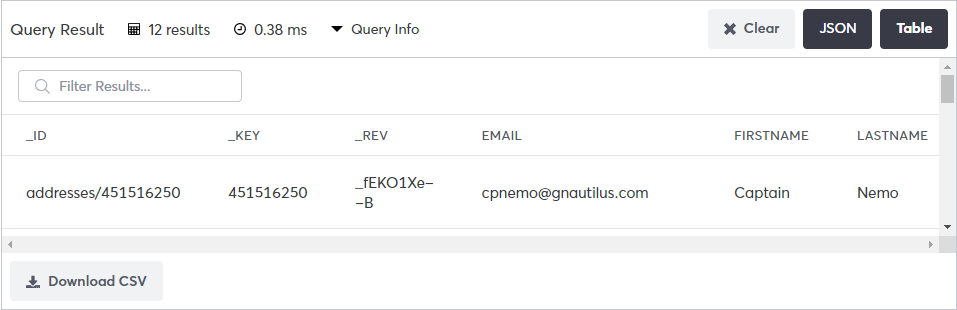 Query Result 12 results 0.38 ms Query Info Clear JSON Table
Filter Results...
_ID _KEY _REV EMAIL FIRSTNAME LASTNAME
addresses/451516250 451516250 _fEKO1Xe--B cpnemo@gnautilus.com Captain Nemo
Download CSV